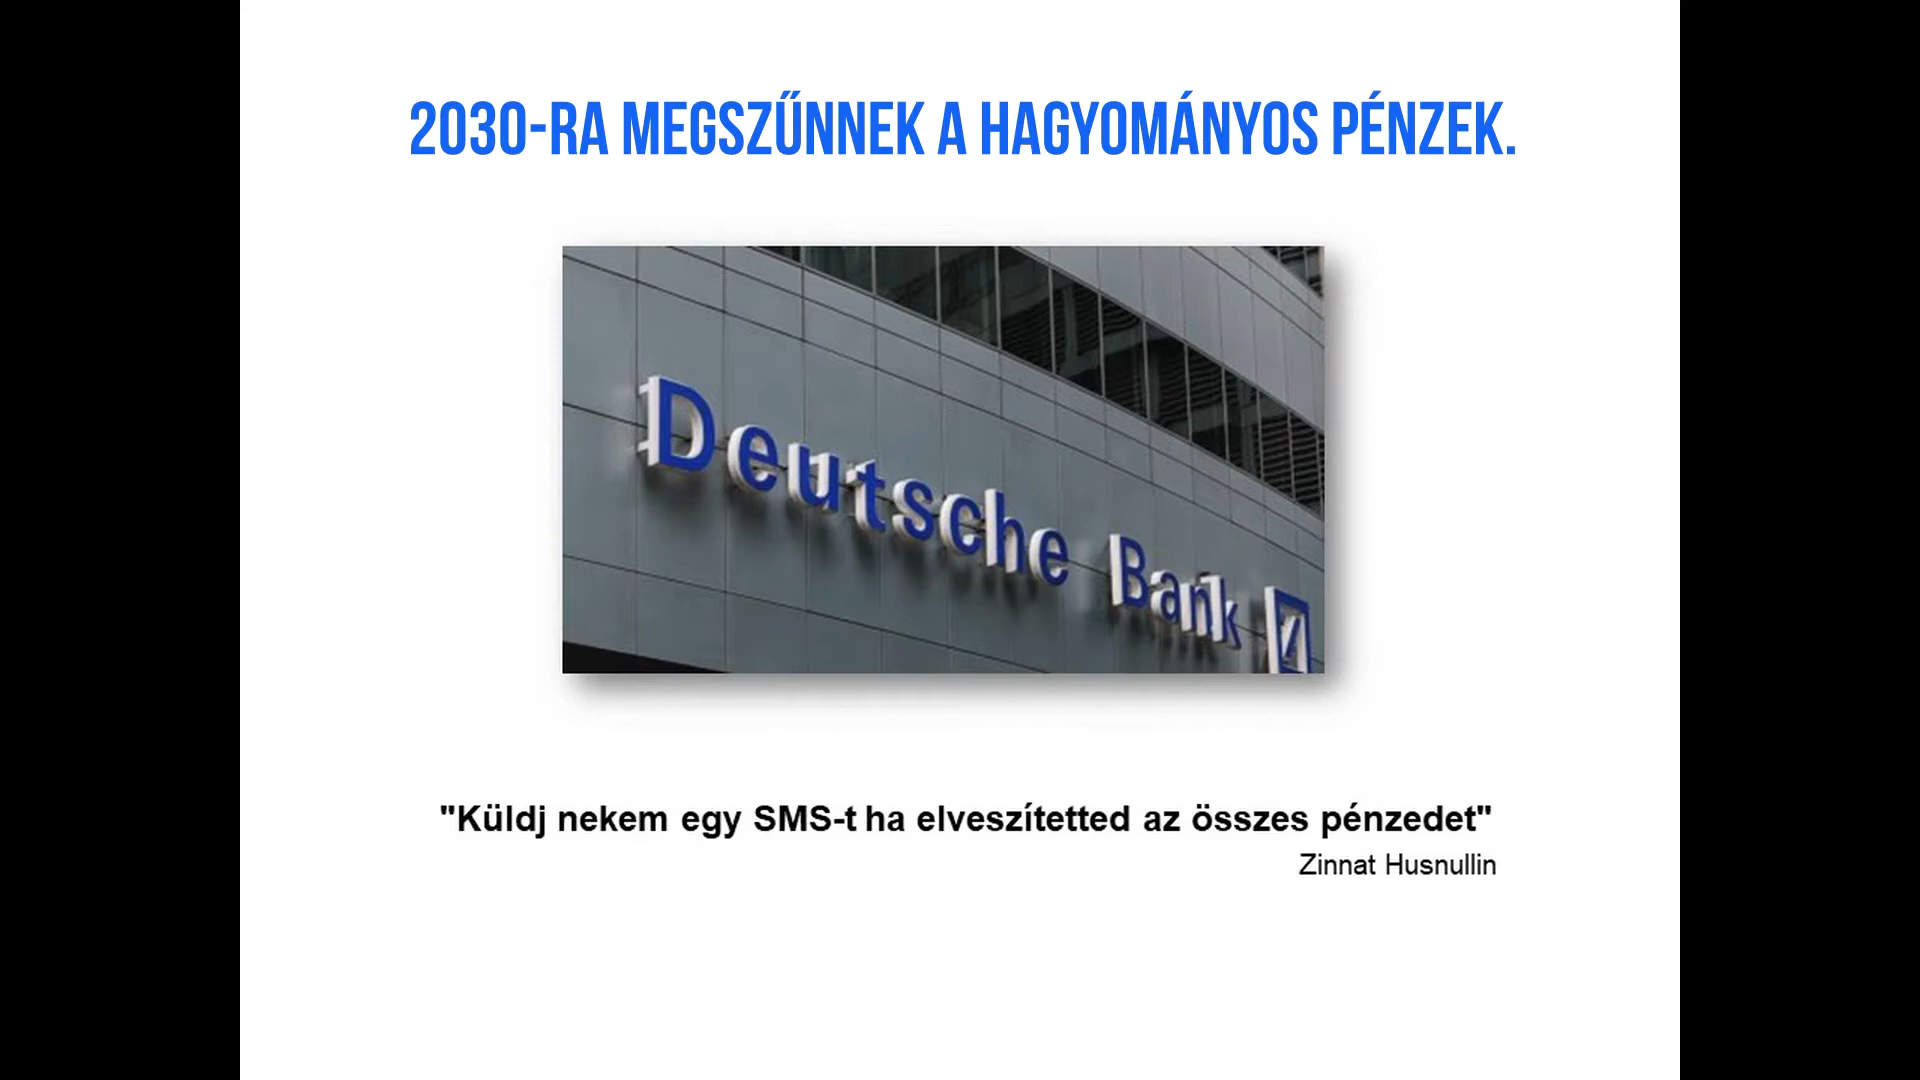 2030-RA MEGSZŰNNEK A HAGYOMÁNYOS PÉNZEK.
Deutsche Bank
"Küldj nekem egy SMS-t ha elveszítetted az összes pénzedet"
Zinnat Husnullin